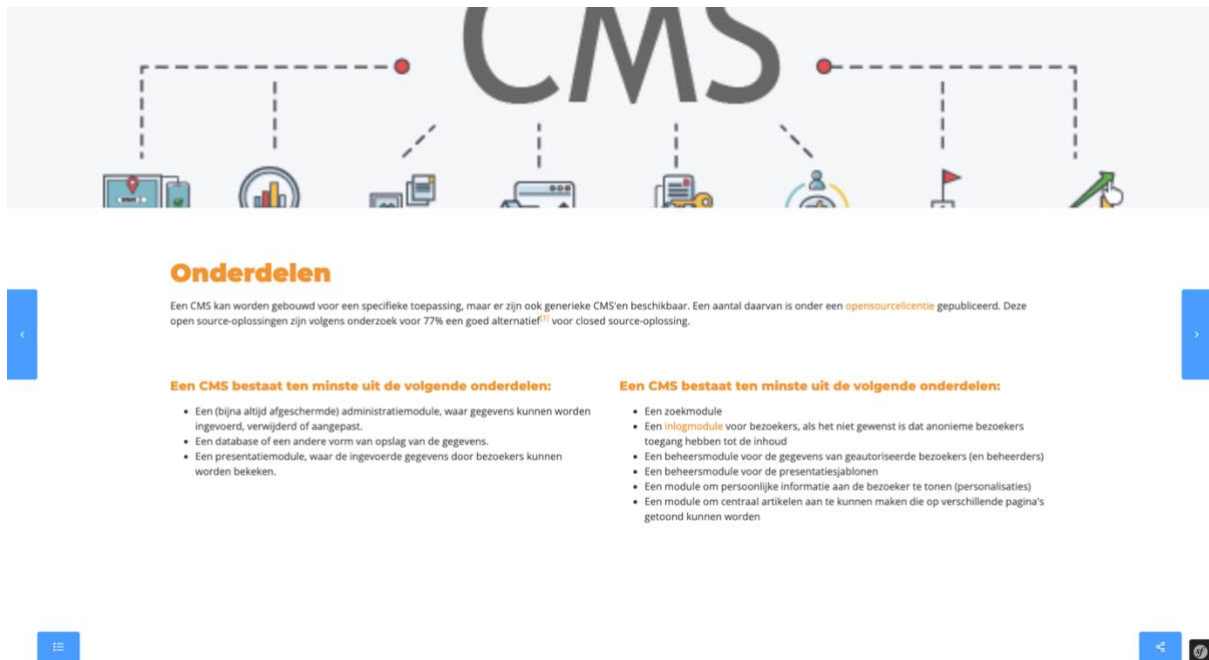 CMS
Onderdelen
Een CMS kan worden gebouwd voor een specifieke toepassing, maar er zijn ook generieke CMS'en beschikbaar. Een aantal daarvan is onder een opensourcelicentie gepubliceerd. Deze
open source-oplossingen zijn volgens onderzoek voor 77% een goed alternatief[1] voor closed source-oplossing.
Een CMS bestaat ten minste uit de volgende onderdelen:
Een (bijna altijd afgeschermde) administratiemodule, waar gegevens kunnen worden
ingevoerd, verwijderd of aangepast.
Een database of een andere vorm van opslag van de gegevens.
Een presentatiemodule, waar de ingevoerde gegevens door bezoekers kunnen
worden bekeken.
Een CMS bestaat ten minste uit de volgende onderdelen:
Een zoekmodule
Een inlogmodule voor bezoekers, als het niet gewenst is dat anonieme bezoekers
toegang hebben tot de inhoud
Een beheersmodule voor de gegevens van geautoriseerde bezoekers (en beheerders)
Een beheersmodule voor de presentatiesjablonen
Een module om persoonlijke informatie aan de bezoeker te tonen (personalisaties)
Een module om centraal artikelen aan te kunnen maken die op verschillende pagina's
getoond kunnen worden
sf